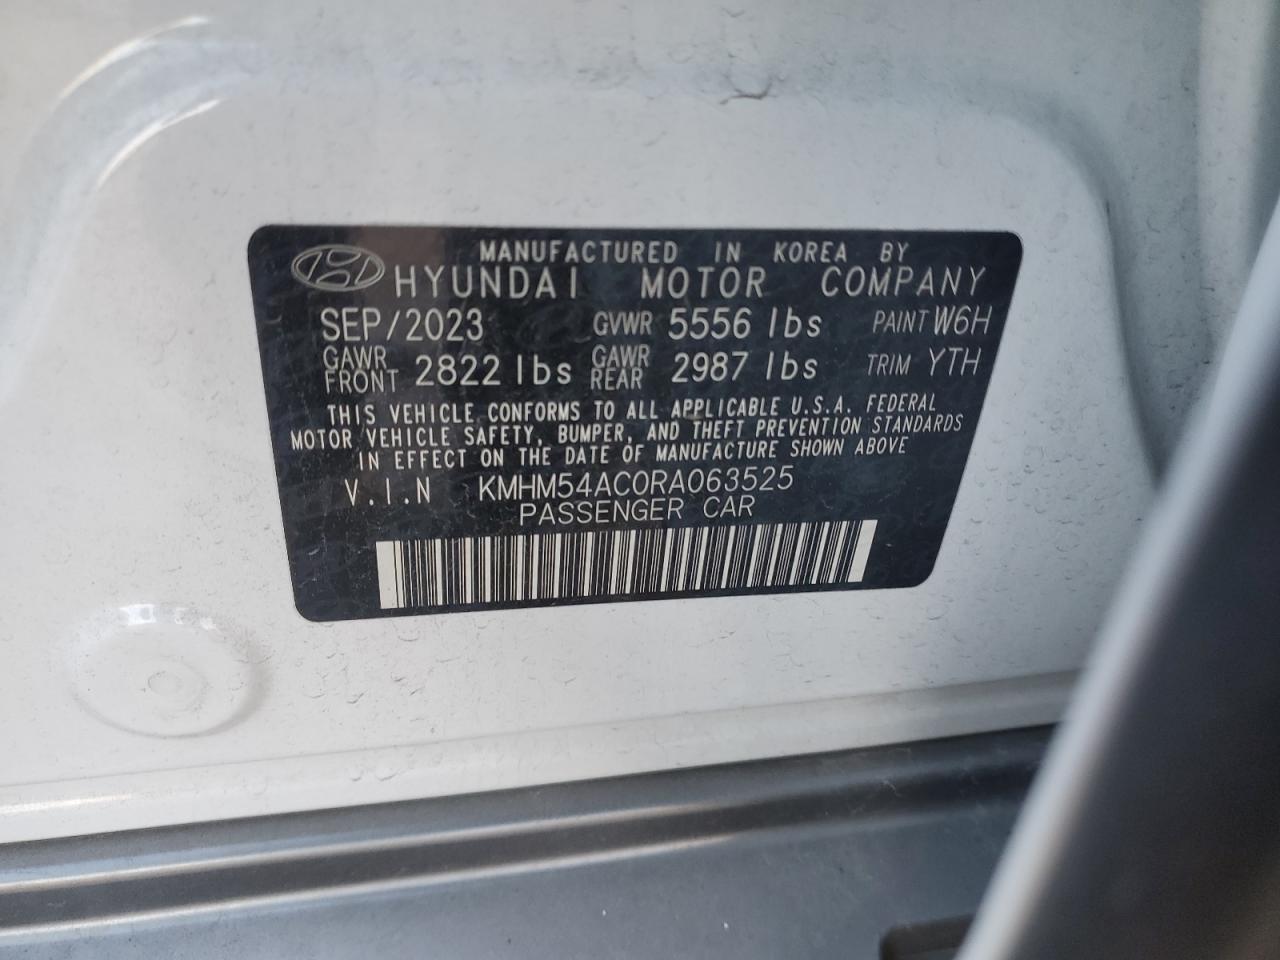 MANUFACTURED IN KOREA BY
HYUNDAI MOTOR COMPANY
SEP/2023 GVWR 5556 lbs PAINT W6H
GAWR FRONT 2822 lbs GAWR REAR 2987 lbs TRIM YTH
THIS VEHICLE CONFORMS TO ALL APPLICABLE U.S.A. FEDERAL
MOTOR VEHICLE SAFETY, BUMPER, AND THEFT PREVENTION STANDARDS
IN EFFECT ON THE DATE OF MANUFACTURE SHOWN ABOVE
V.I.N KMHM54AC0RA063525
PASSENGER CAR